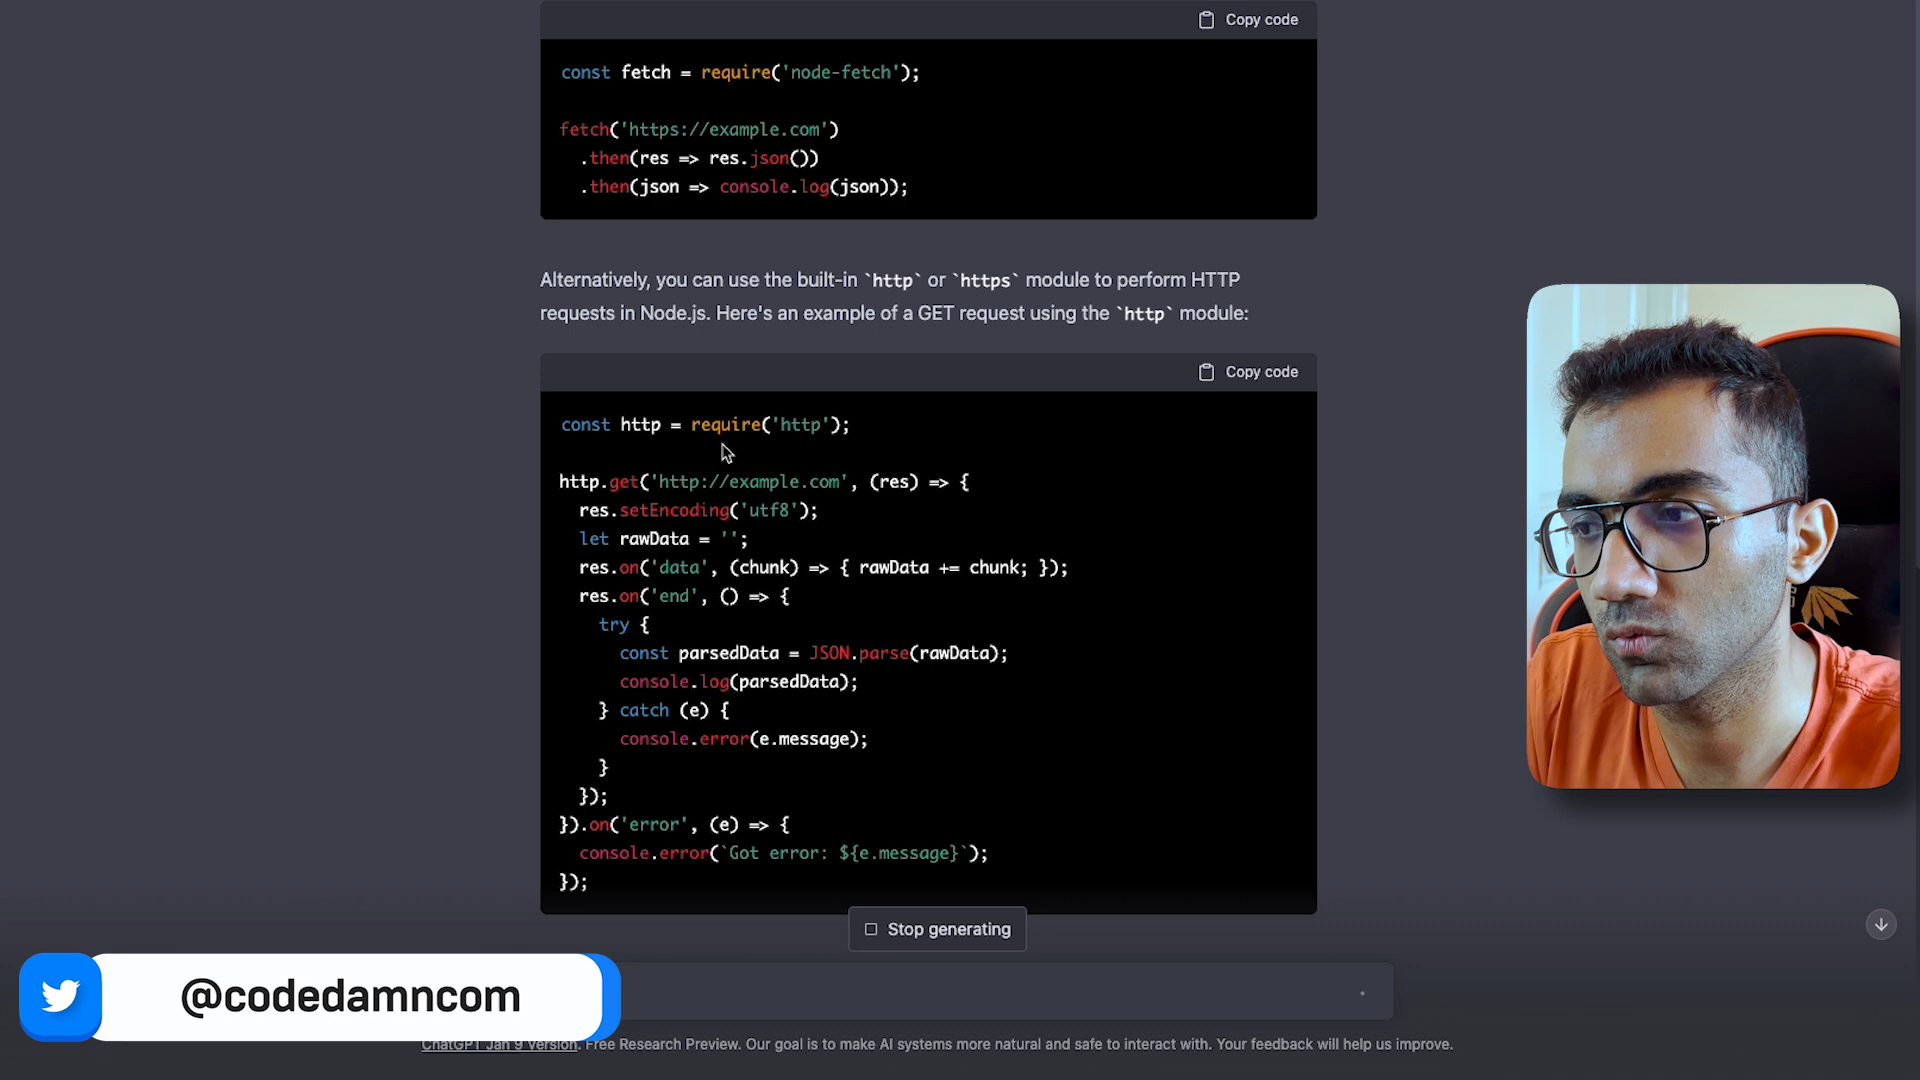 Copy code
const fetch = require('node-fetch');
fetch('https://example.com')
.then(res => res.json())
.then(json => console.log(json));
Alternatively, you can use the built-in `http` or `https` module to perform HTTP
requests in Node.js. Here's an example of a GET request using the `http` module:
Copy code
const http = require('http');
http.get('http://example.com', (res) => {
res.setEncoding('utf8');
let rawData = '';
res.on('data', (chunk) => { rawData += chunk; });
res.on('end', () => {
try {
const parsedData = JSON.parse(rawData);
console.log(parsedData);
} catch (e) {
console.error(e.message);
}
});
}).on('error', (e) => {
console.error(`Got error: ${e.message}`);
});
Stop generating
@codedamncom
ChatGPT Jan 9 Version. Free Research Preview. Our goal is to make AI systems more natural and safe to interact with. Your feedback will help us improve.